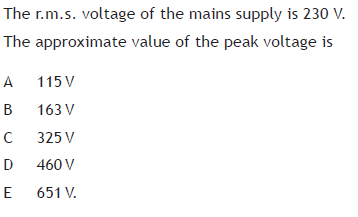 The r.m.s. voltage of the mains supply is 230 V.
The approximate value of the peak voltage is
A 115 V
B 163 V
C 325 V
D 460 V
E 651 V.